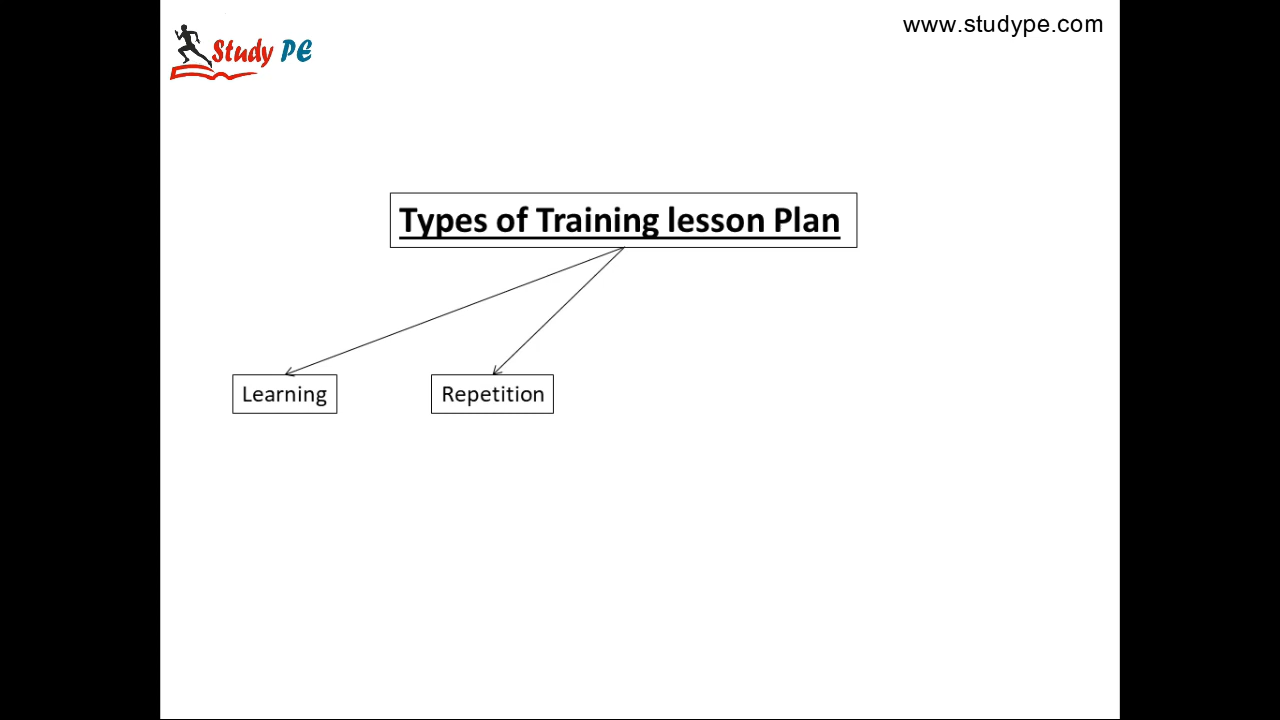 Study PE
www.studype.com
Types of Training lesson Plan
Learning
Repetition